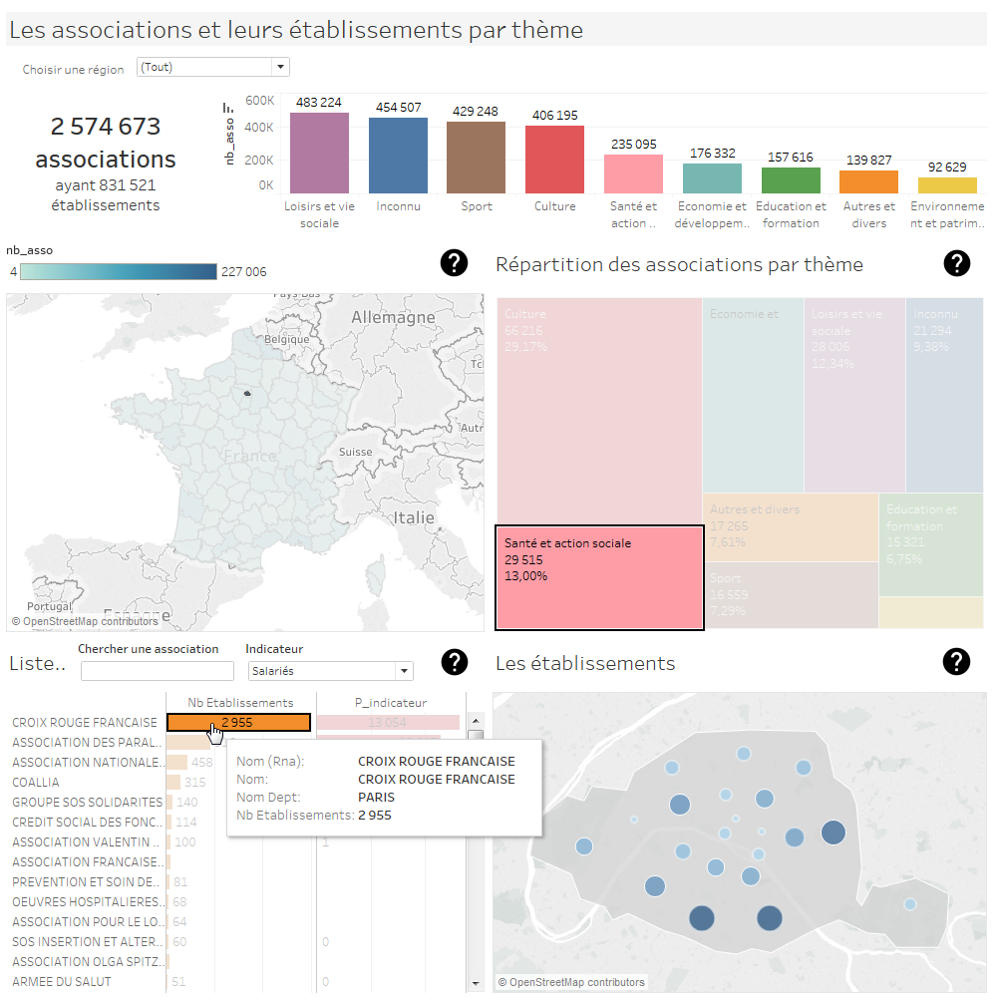 Les associations et leurs établissements par thème
Choisir une région
(Tout)
2 574 673
associations
ayant 831 521
établissements
nb_asso
600K
400K
200K
0K
483 224
454 507
429 248
406 195
235 095
176 332
157 616
139 827
92 629
Loisirs et vie
sociale
Inconnu
Sport
Culture
Santé et
action ..
Economie et
développem..
Education et
formation
Autres et
divers
Environneme
nt et patrim..
nb_asso
4
227 006
?
Répartition des associations par thème
?
Pays-Bas
Allemagne
Belgique
France
Suisse
Autr
Italie
Portugal
Espagne
© OpenStreetMap contributors
Culture
66 216
29,17%
Economie et
Loisirs et vie
sociale
28 006
12,34%
Inconnu
21 294
9,38%
Autres et divers
17 265
7,61%
Education et
formation
15 321
6,75%
Santé et action sociale
29 515
13,00%
Sport
16 559
7,29%
Liste..
Chercher une association
Indicateur
Salariés
?
Les établissements
?
Nb Etablissements
P_indicateur
CROIX ROUGE FRANCAISE 2 955 13 054
ASSOCIATION DES PARAL..
ASSOCIATION NATIONALE.. 458
COALLIA 315
GROUPE SOS SOLIDARITES 140
CREDIT SOCIAL DES FONC.. 114
ASSOCIATION VALENTIN .. 100 1
ASSOCIATION FRANCAISE..
PREVENTION ET SOIN DE.. 81
OEUVRES HOSPITALIERES.. 68
ASSOCIATION POUR LE LO.. 64
SOS INSERTION ET ALTER.. 60 0
ASSOCIATION OLGA SPITZ..
ARMEE DU SALUT 51 0
Nom (Rna): CROIX ROUGE FRANCAISE
Nom: CROIX ROUGE FRANCAISE
Nom Dept: PARIS
Nb Etablissements: 2 955
© OpenStreetMap contributors